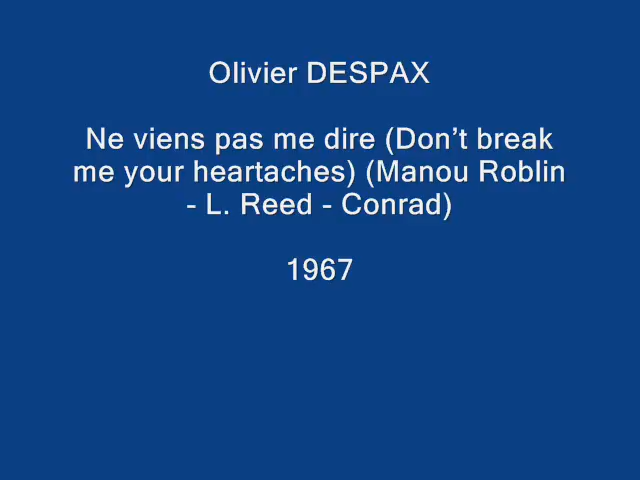 Olivier DESPAX
Ne viens pas me dire (Don’t break
me your heartaches) (Manou Roblin
- L. Reed - Conrad)
1967